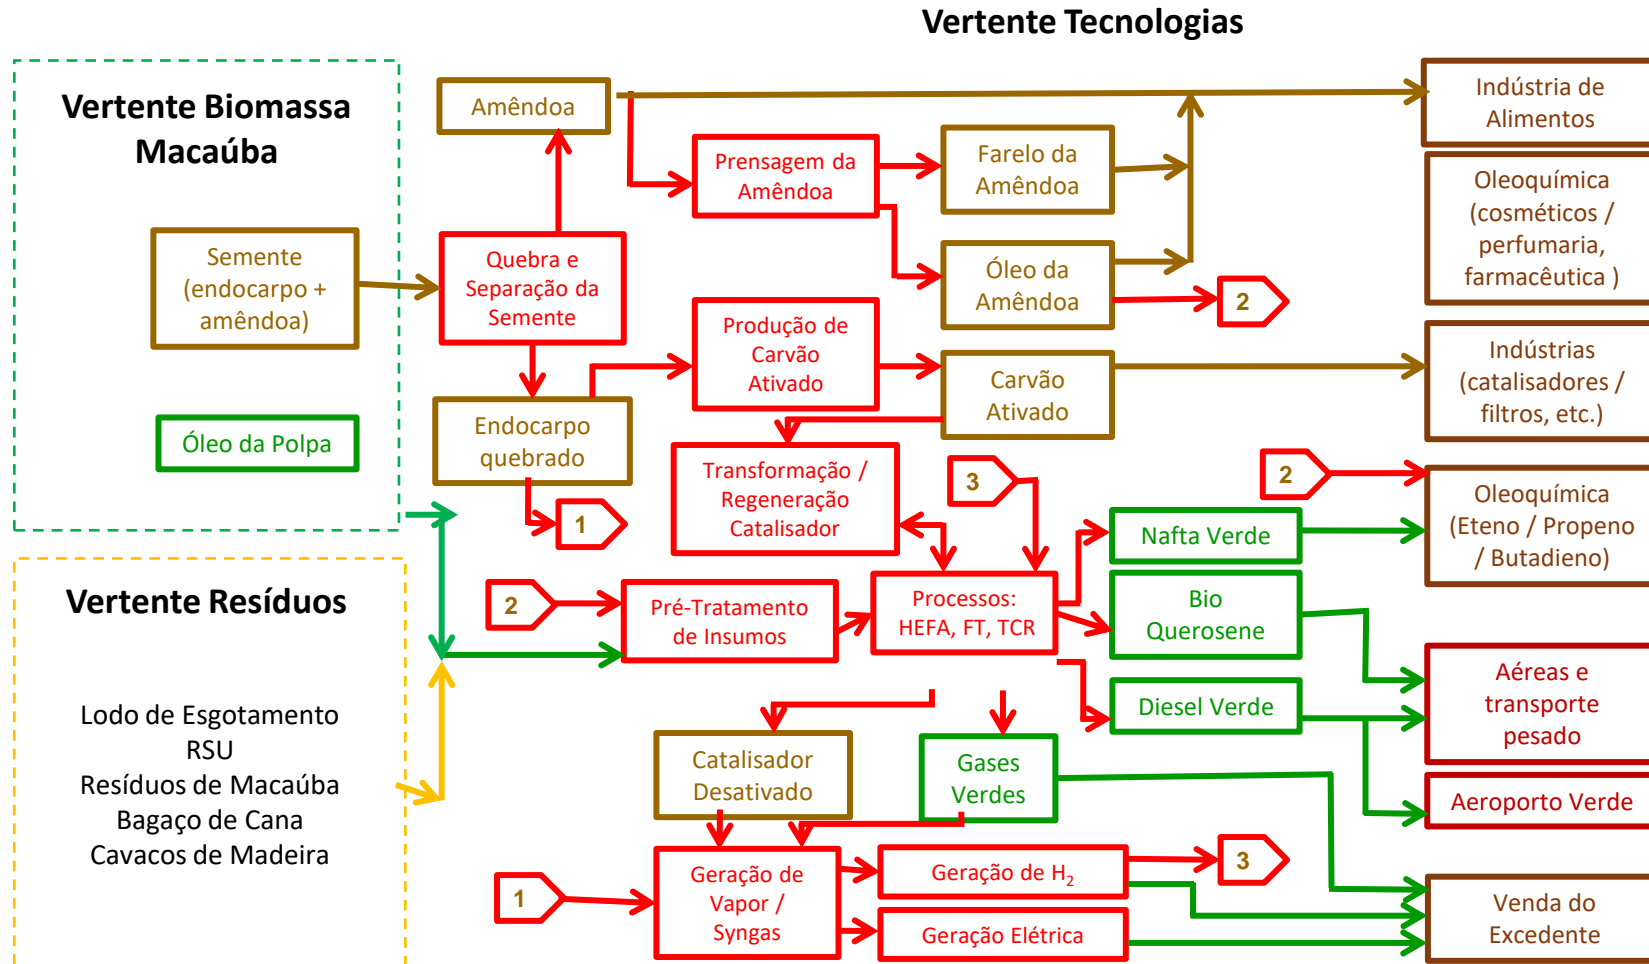 Vertente Tecnologias
Vertente Biomassa
Macaúba
Semente
(endocarpo +
amêndoa)
Óleo da Polpa
Vertente Resíduos
Lodo de Esgotamento
RSU
Resíduos de Macaúba
Bagaço de Cana
Cavacos de Madeira
Amêndoa
Quebra e
Separação da
Semente
Endocarpo
quebrado
1
Prensagem da
Amêndoa
Farelo da
Amêndoa
Óleo da
Amêndoa
2
Produção de
Carvão
Ativado
Carvão
Ativado
Transformação /
Regeneração
Catalisador
3
2
Pré-Tratamento
de Insumos
Processos:
HEFA, FT, TCR
Nafta Verde
Bio
Querosene
Diesel Verde
Catalisador
Desativado
Gases
Verdes
1
Geração de
Vapor /
Syngas
Geração de H₂
3
Geração Elétrica
Indústria de
Alimentos
Oleoquímica
(cosméticos /
perfumaria,
farmacêutica )
Indústrias
(catalisadores /
filtros, etc.)
2
Oleoquímica
(Eteno / Propeno
/ Butadieno)
Aéreas e
transporte
pesado
Aeroporto Verde
Venda do
Excedente